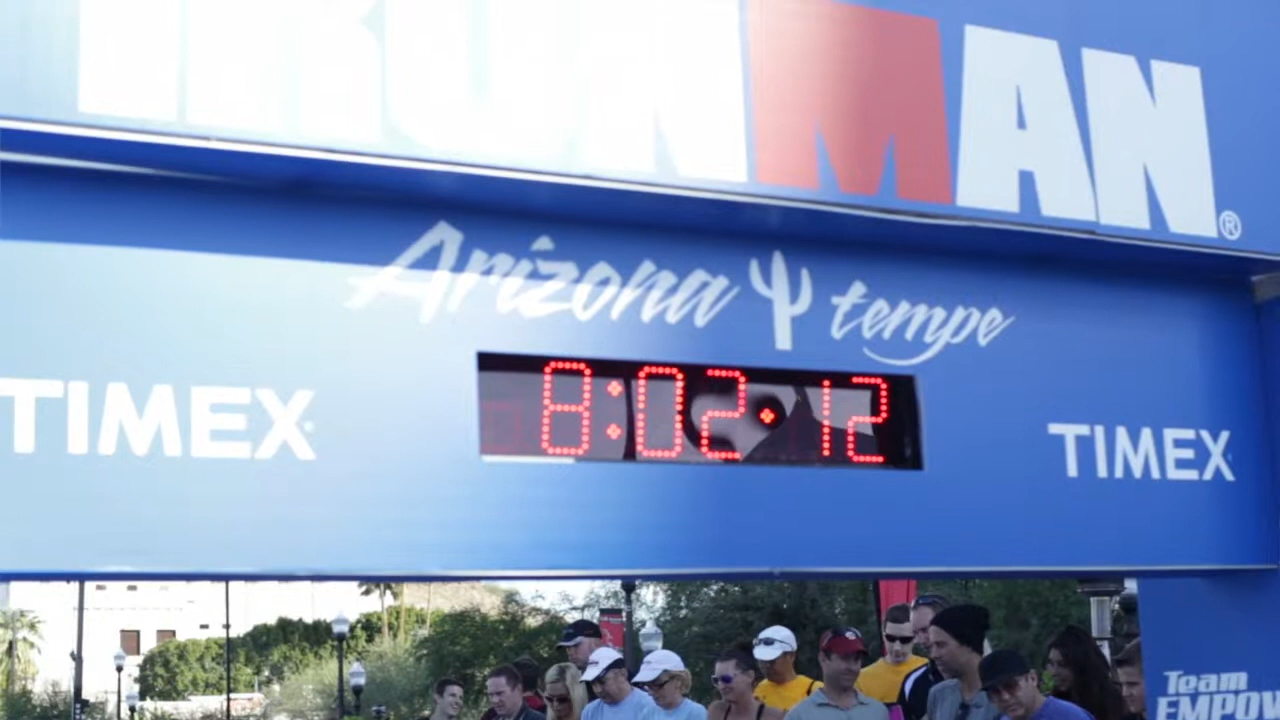 IRONMAN®
Arizona tempe
8:02.12
TIMEX
TIMEX
Team